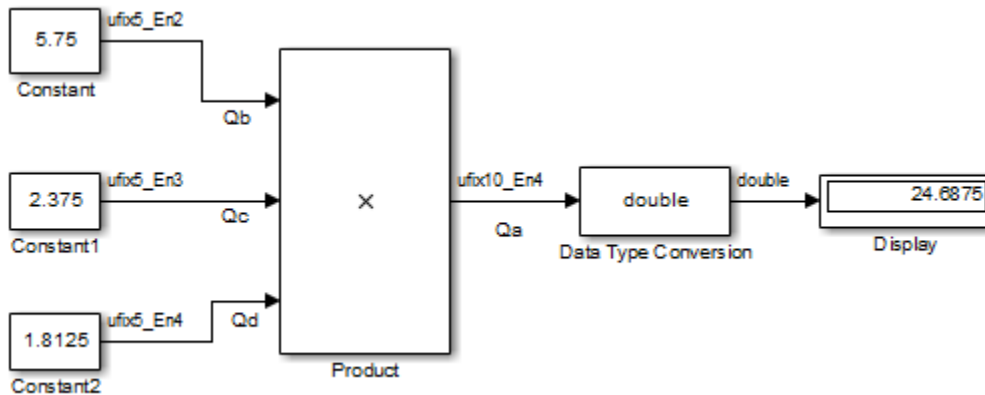 ufix5_En2
5.75
Constant
Qb
ufix5_En3
2.375
Constant1
Qc
ufix5_En4
1.8125
Constant2
Qd
×
Product
ufix10_En4
Qa
double
Data Type Conversion
double
24.6875
Display